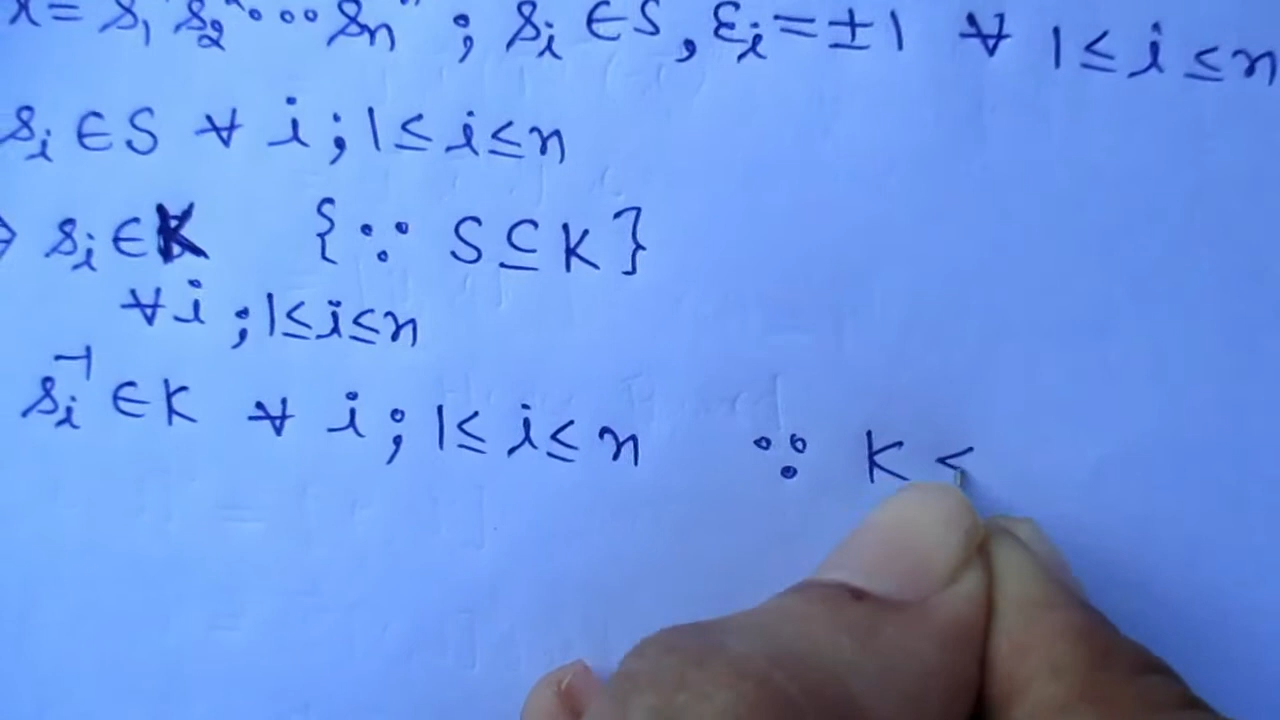 x = s₁ s₂ ... sₙ ; sᵢ ∈ S, εᵢ = ±1 ∀ 1 ≤ i ≤ n
sᵢ ∈ S ∀ i ; 1 ≤ i ≤ n
⇒ sᵢ ∈ K {∵ S ⊆ K}
∀ i ; 1 ≤ i ≤ n
sᵢ⁻¹ ∈ K ∀ i ; 1 ≤ i ≤ n ∵ K <